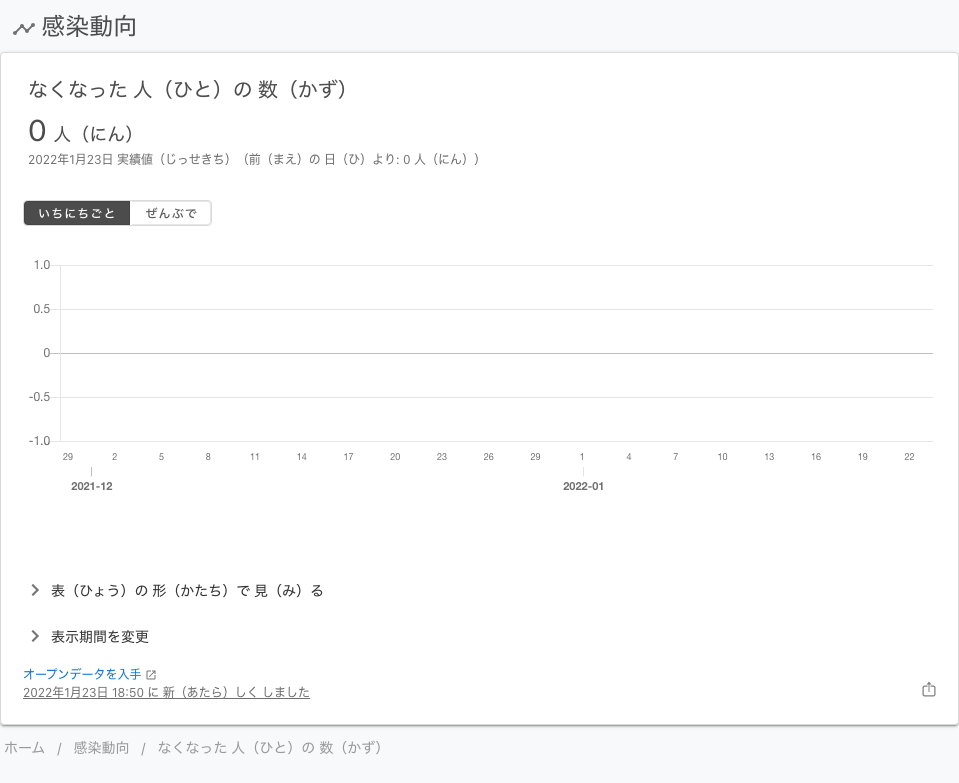 感染動向
なくなった 人（ひと）の 数（かず）
0 人（にん）
2022年1月23日 実績値（じっせきち）（前（まえ）の 日（ひ）より: 0 人（にん））
いちにちごと ぜんぶで
1.0
0.5
0
-0.5
-1.0
29 2 5 8 11 14 17 20 23 26 29 1 4 7 10 13 16 19 22
2021-12 2022-01
表（ひょう）の 形（かたち）で 見（み）る
表示期間を変更
オープンデータを入手
2022年1月23日 18:50 に 新（あたら）しく しました
ホーム / 感染動向 / なくなった 人（ひと）の 数（かず）